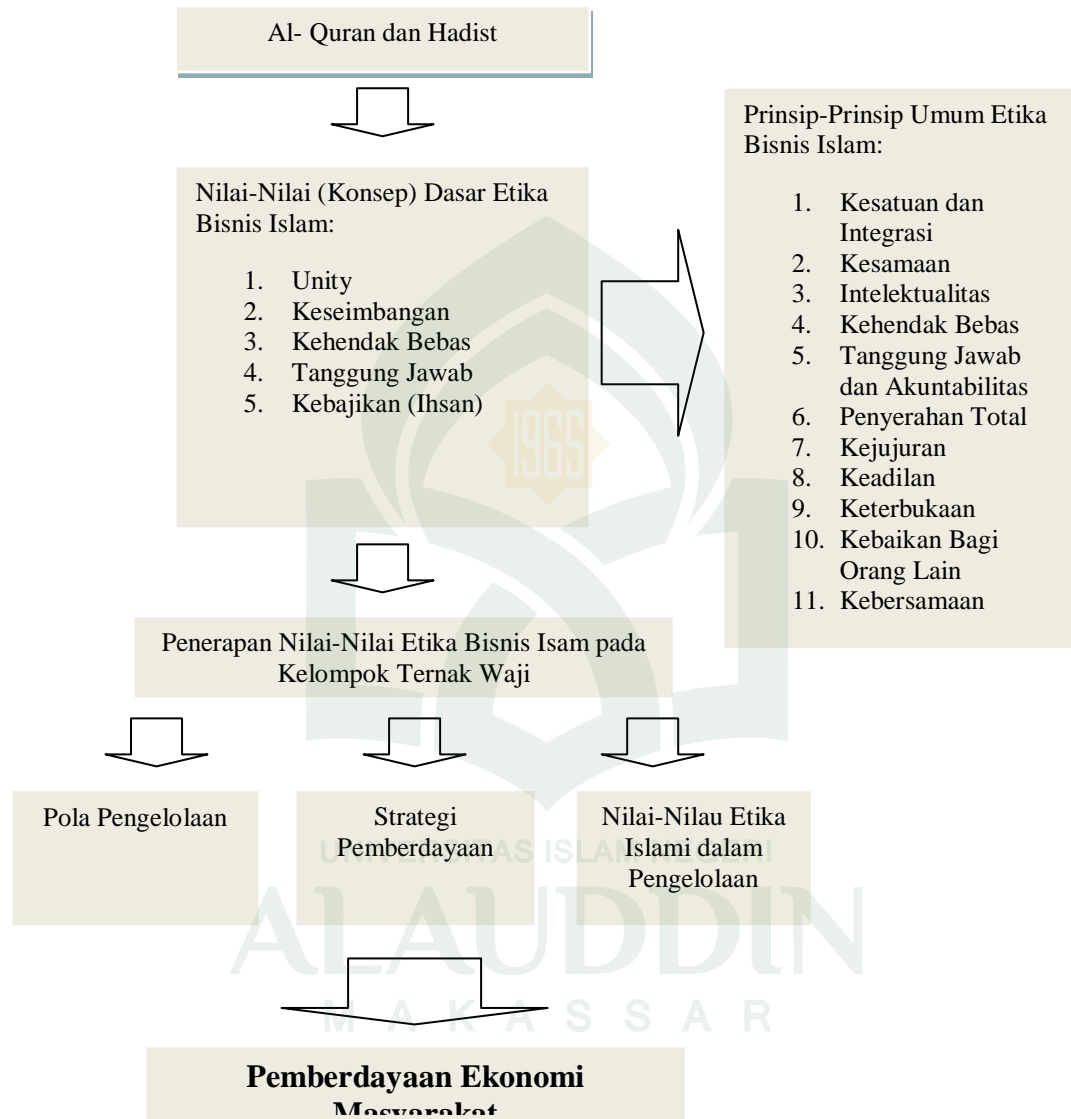 Al- Quran dan Hadist
Nilai-Nilai (Konsep) Dasar Etika
Bisnis Islam:
1. Unity
2. Keseimbangan
3. Kehendak Bebas
4. Tanggung Jawab
5. Kebajikan (Ihsan)
Prinsip-Prinsip Umum Etika
Bisnis Islam:
1. Kesatuan dan
Integrasi
2. Kesamaan
3. Intelektualitas
4. Kehendak Bebas
5. Tanggung Jawab
dan Akuntabilitas
6. Penyerahan Total
7. Kejujuran
8. Keadilan
9. Keterbukaan
10. Kebaikan Bagi
Orang Lain
11. Kebersamaan
1965
Penerapan Nilai-Nilai Etika Bisnis Isam pada
Kelompok Ternak Waji
Pola Pengelolaan
Strategi
Pemberdayaan
Nilai-Nilau Etika
Islami dalam
Pengelolaan
UNIVERSITAS ISLAM NEGERI
ALAUDDIN
MAKASSAR
Pemberdayaan Ekonomi
Masyarakat